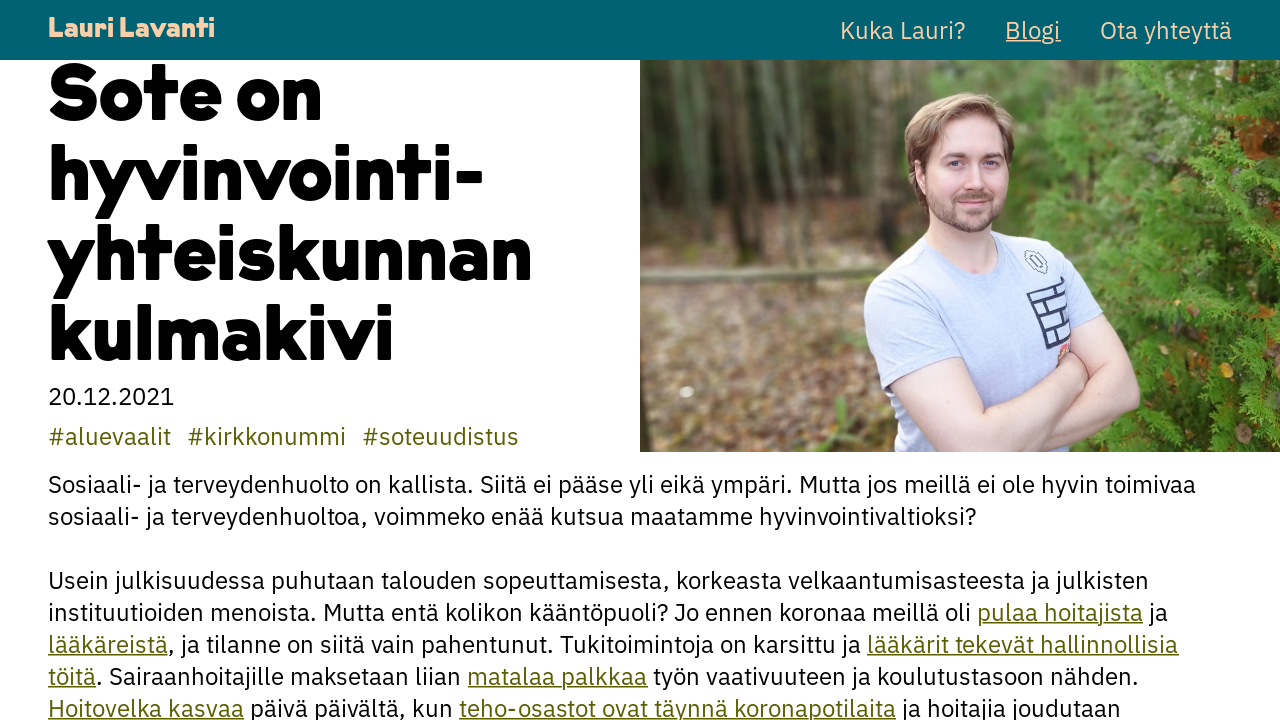 Lauri Lavanti
Kuka Lauri?
Blogi
Ota yhteyttä
Sote on
hyvinvointi-
yhteiskunnan
kulmakivi
20.12.2021
#aluevaalit #kirkkonummi #soteuudistus
Sosiaali- ja terveydenhuolto on kallista. Siitä ei pääse yli eikä ympäri. Mutta jos meillä ei ole hyvin toimivaa
sosiaali- ja terveydenhuoltoa, voimmeko enää kutsua maatamme hyvinvointivaltioksi?
Usein julkisuudessa puhutaan talouden sopeuttamisesta, korkeasta velkaantumisasteesta ja julkisten
instituutioiden menoista. Mutta entä kolikon kääntöpuoli? Jo ennen koronaa meillä oli pulaa hoitajista ja
lääkäreistä, ja tilanne on siitä vain pahentunut. Tukitoimintoja on karsittu ja lääkärit tekevät hallinnollisia
töitä. Sairaanhoitajille maksetaan liian matalaa palkkaa työn vaativuuteen ja koulutustasoon nähden.
Hoitovelka kasvaa päivä päivältä, kun teho-osastot ovat täynnä koronapotilaita ja hoitajia joudutaan